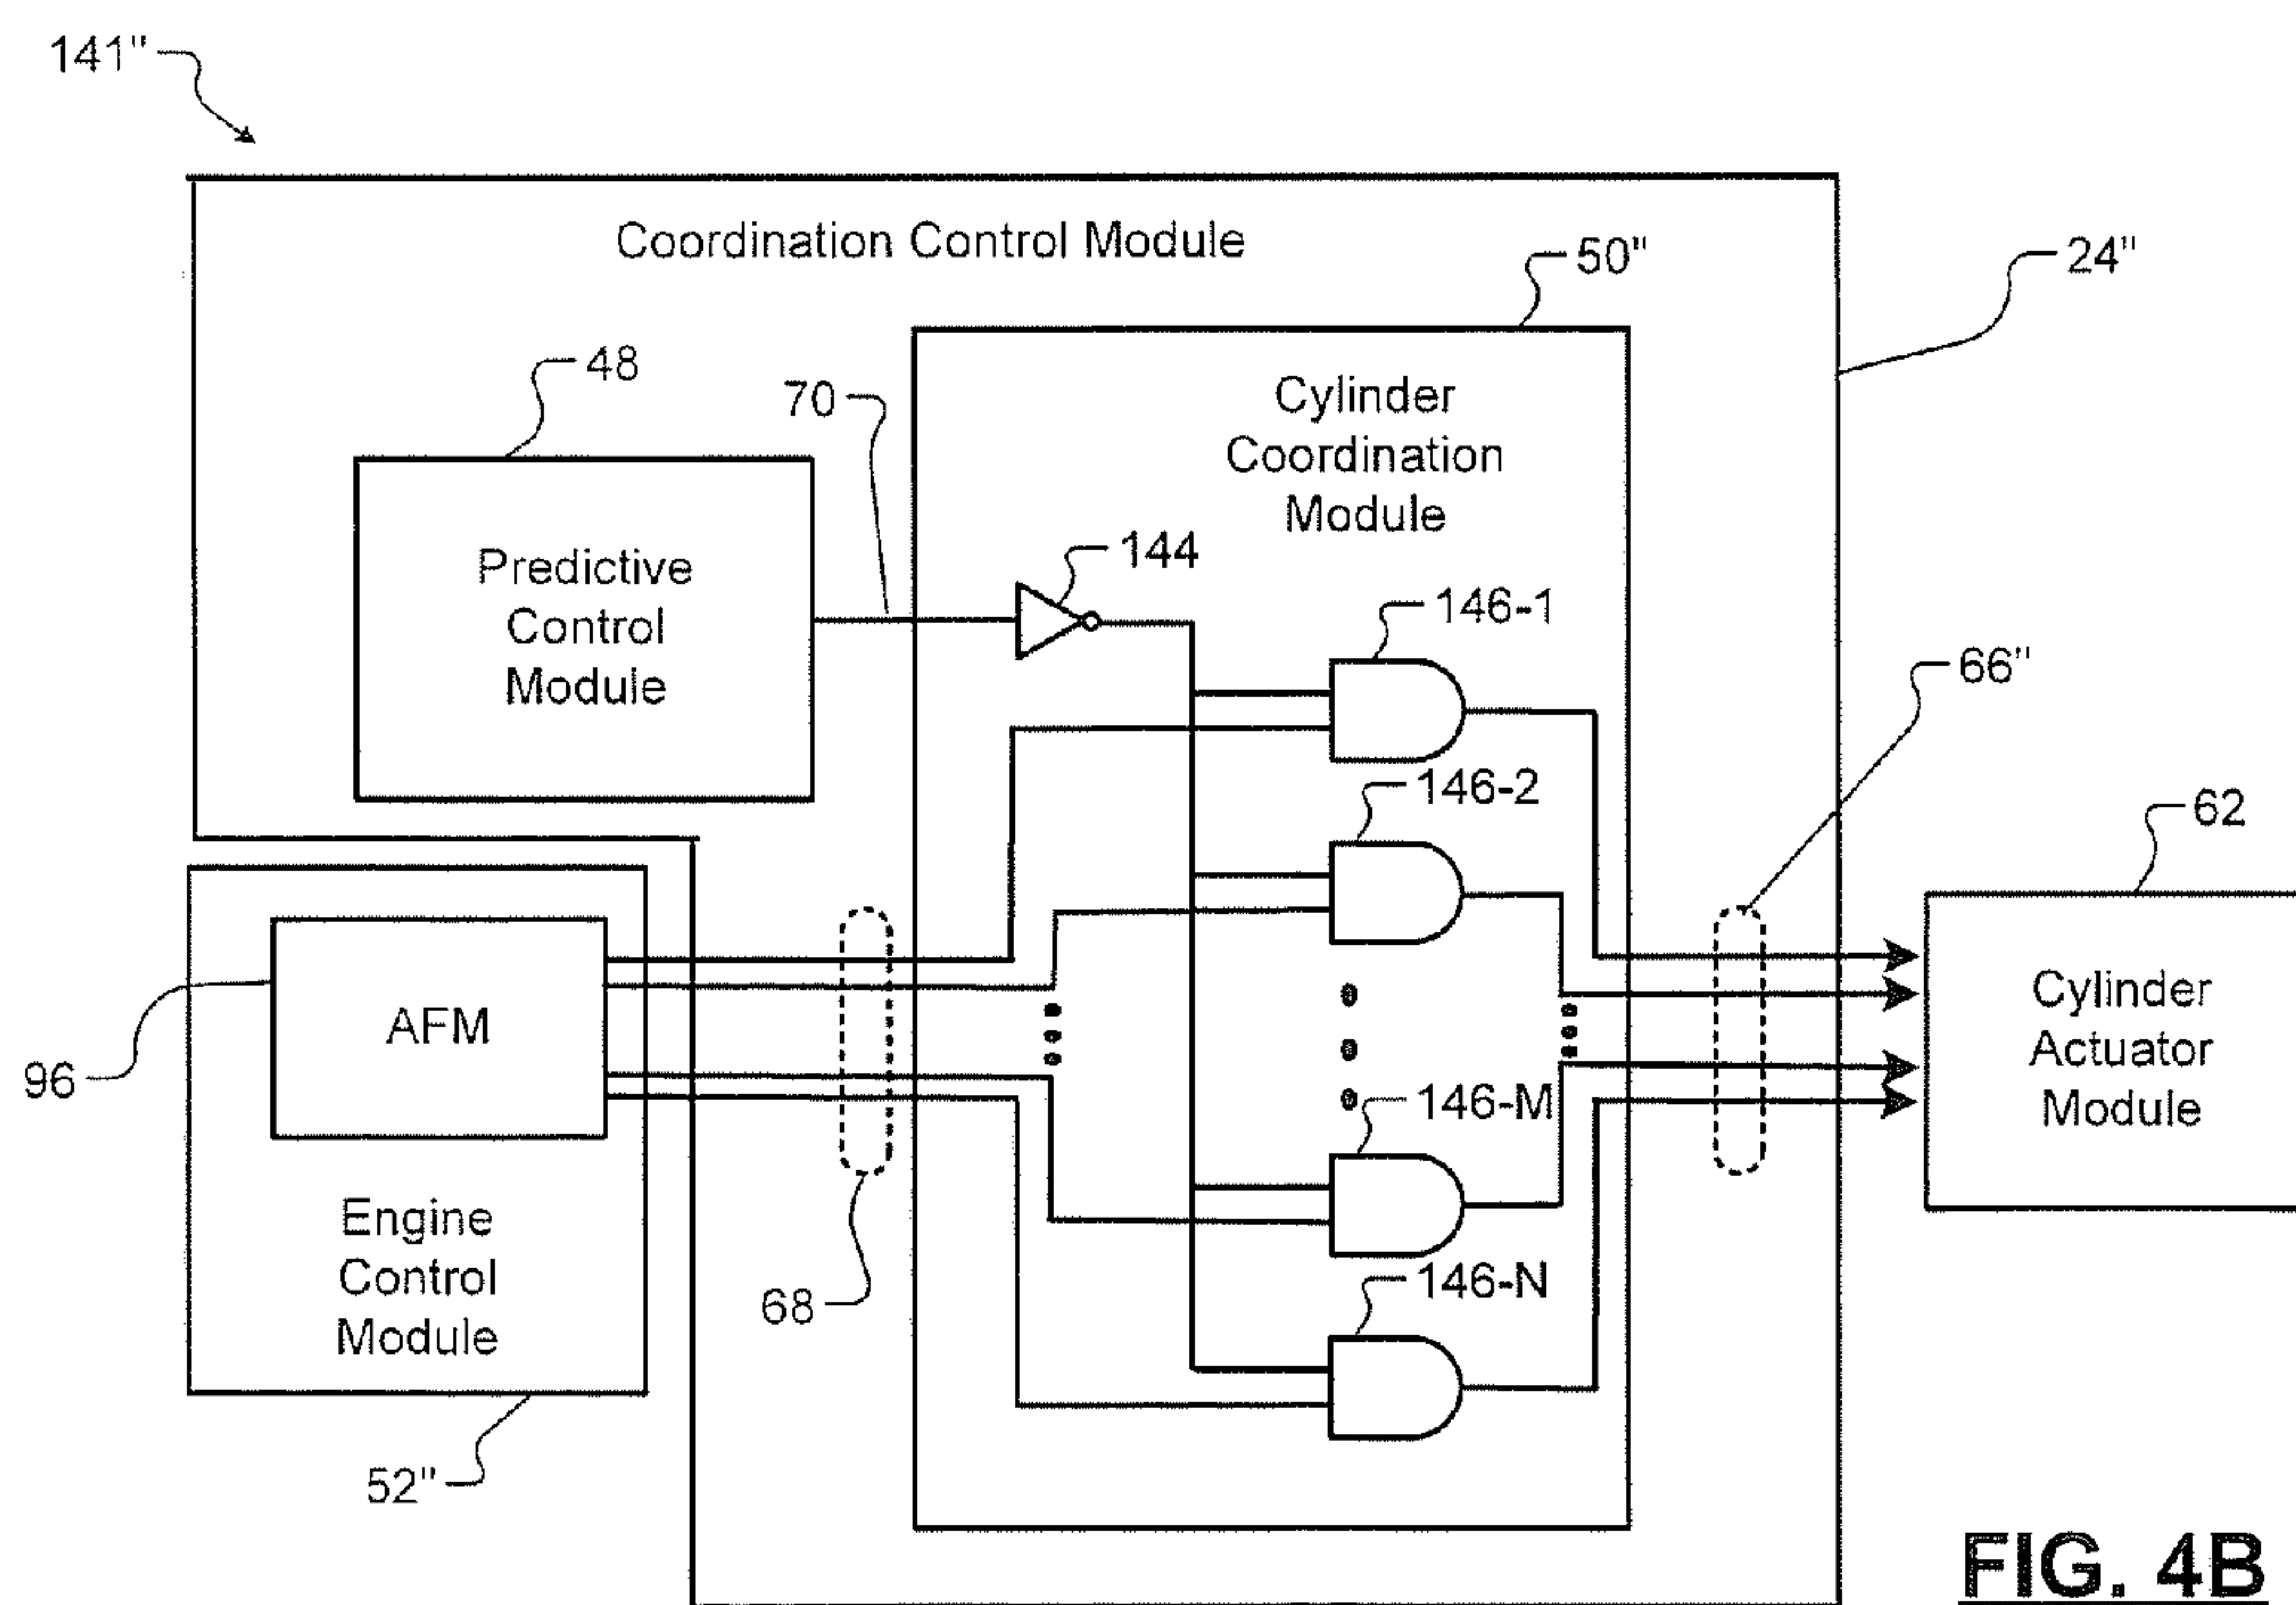 141"
Coordination Control Module
50"
24"
48
70
Cylinder
Coordination
Module
Predictive
Control
Module
144
146-1
66"
146-2
62
AFM
96
Cylinder
Actuator
Module
146-M
Engine
Control
Module
68
146-N
52"
FIG. 4B